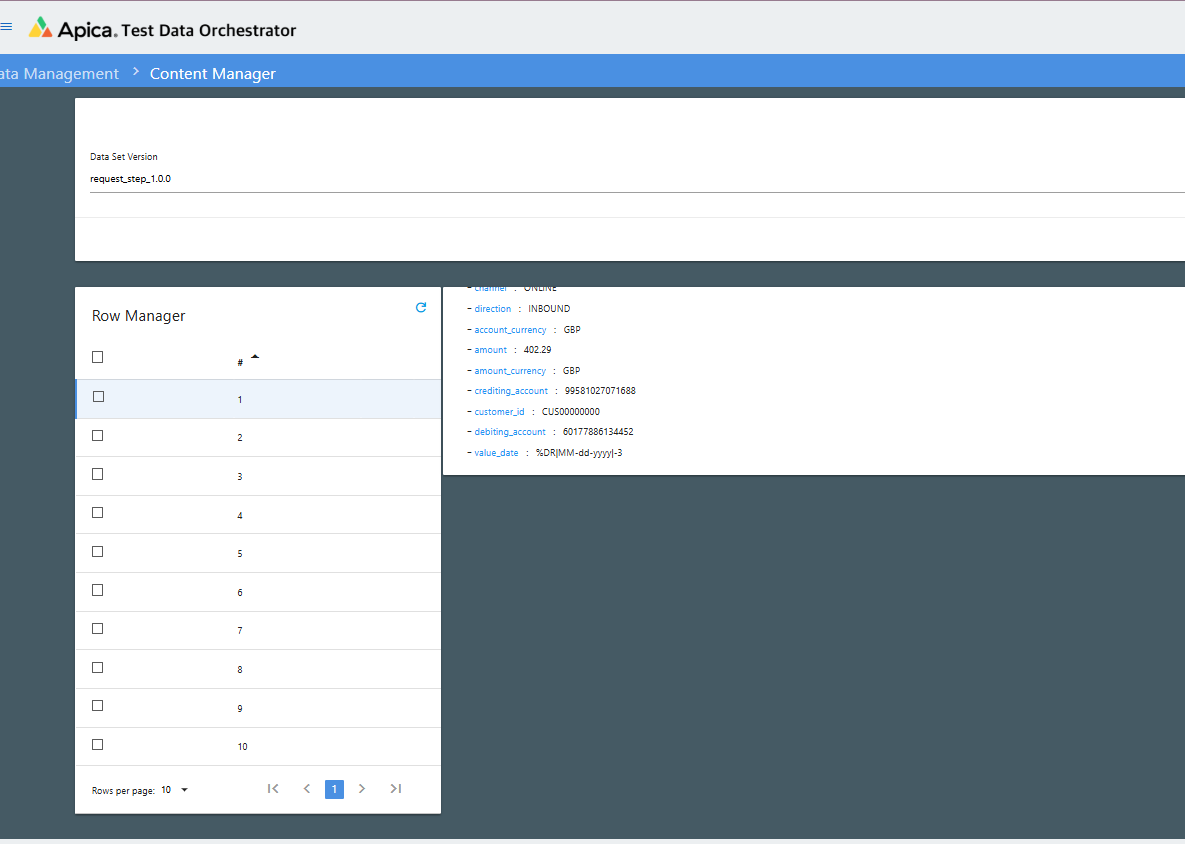 Apica. Test Data Orchestrator
ata Management > Content Manager
Data Set Version
request_step_1.0.0
Row Manager
#
1
2
3
4
5
6
7
8
9
10
Rows per page: 10
1
- channel : ONLINE
- direction : INBOUND
- account_currency : GBP
- amount : 402.29
- amount_currency : GBP
- crediting_account : 99581027071688
- customer_id : CUS00000000
- debiting_account : 60177886134452
- value_date : %DR|MM-dd-yyyy|-3